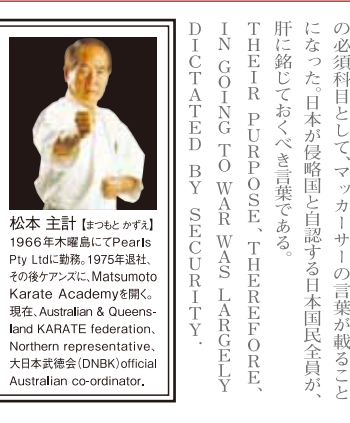 の必須科目として、マッカーサーの言葉が載ること
になった。日本が侵略国と自認する日本国民全員が、
肝に銘じておくべき言葉である。
THEIR PURPOSE, THEREFORE,
IN GOING TO WAR WAS LARGELY
DICTATED BY SECURITY.
松本 主計【まつもと かずえ】
1966年木曜島にてPearls
Pty Ltdに勤務。1975年退社、
その後ケアンズに、Matsumoto
Karate Academyを開く。
現在、Australian & Queens-
land KARATE federation,
Northern representative,
大日本武徳会(DNBK)official
Australian co-ordinator.